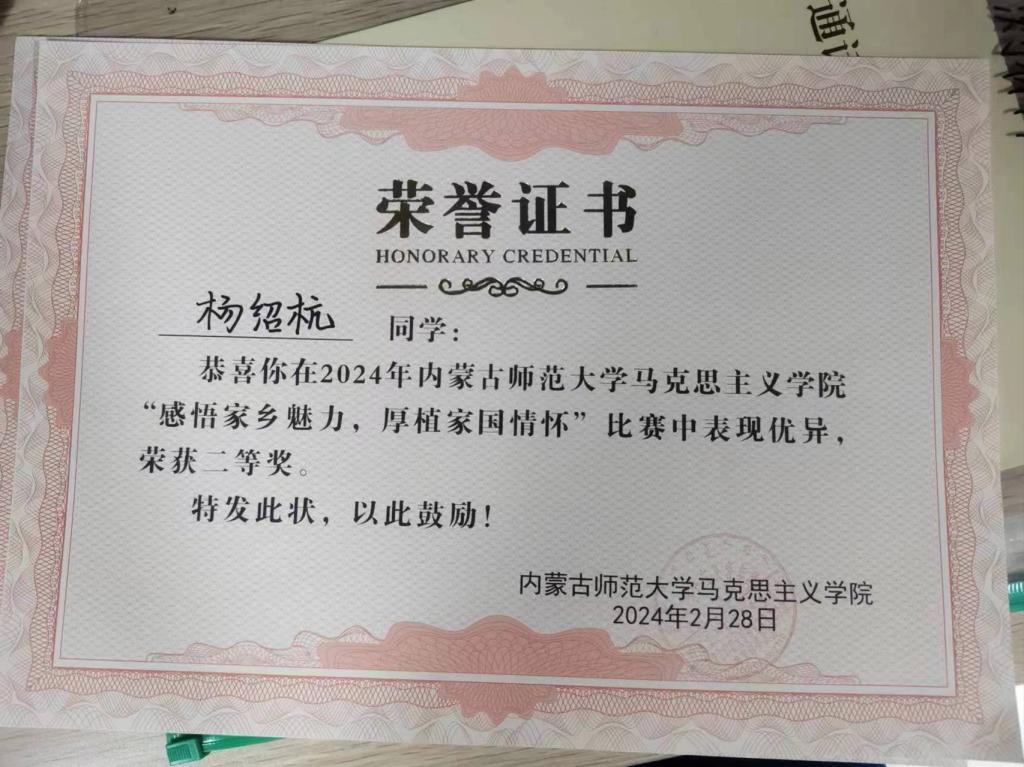 通
荣誉证书
HONORARY CREDENTIAL
杨绍杭 同学：
恭喜你在2024年内蒙古师范大学马克思主义学院
“感悟家乡魅力，厚植家国情怀”比赛中表现优异，
荣获二等奖。
特发此状，以此鼓励！
内蒙古师范大学马克思主义学院
2024年2月28日